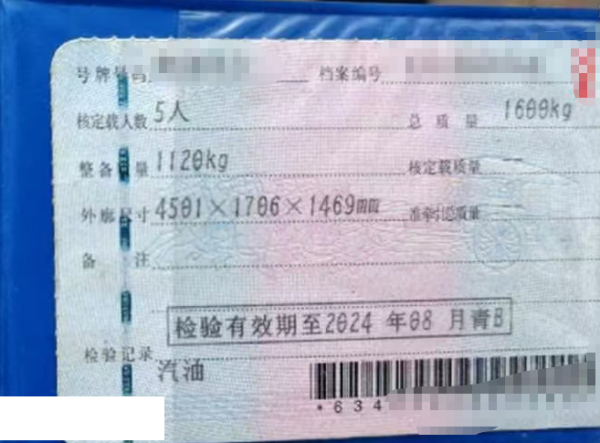 号牌号码 档案编号
核定载人数 5人 总质量 1600kg
整备质量 1120kg 核定载质量 --
外廓尺寸 4501×1706×1469mm 准牵引总质量 --
备注
检验有效期至2024年08月青B
检验记录
汽油
*634